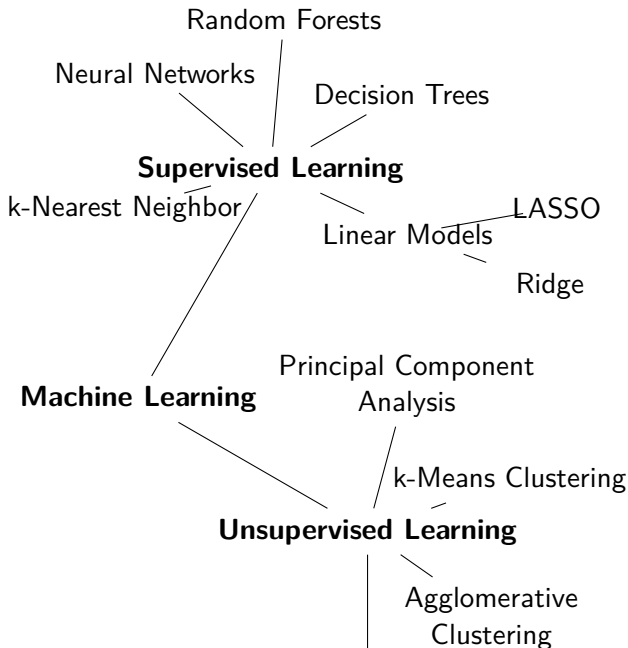 Random Forests
Neural Networks
Decision Trees
Supervised Learning
k-Nearest Neighbor
LASSO
Linear Models
Ridge
Principal Component
Analysis
Machine Learning
k-Means Clustering
Unsupervised Learning
Agglomerative
Clustering